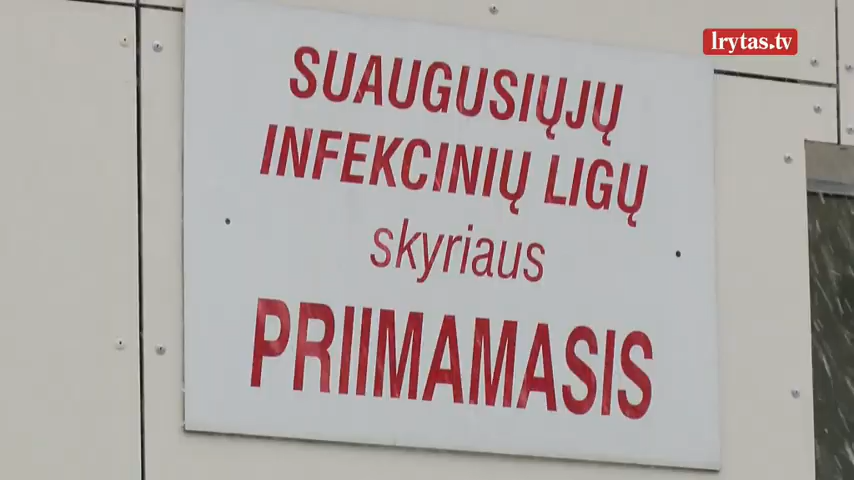 lrytas.tv
SUAUGUSIŲJŲ
INFEKCINIŲ LIGŲ
skyriaus
PRIIMAMASIS